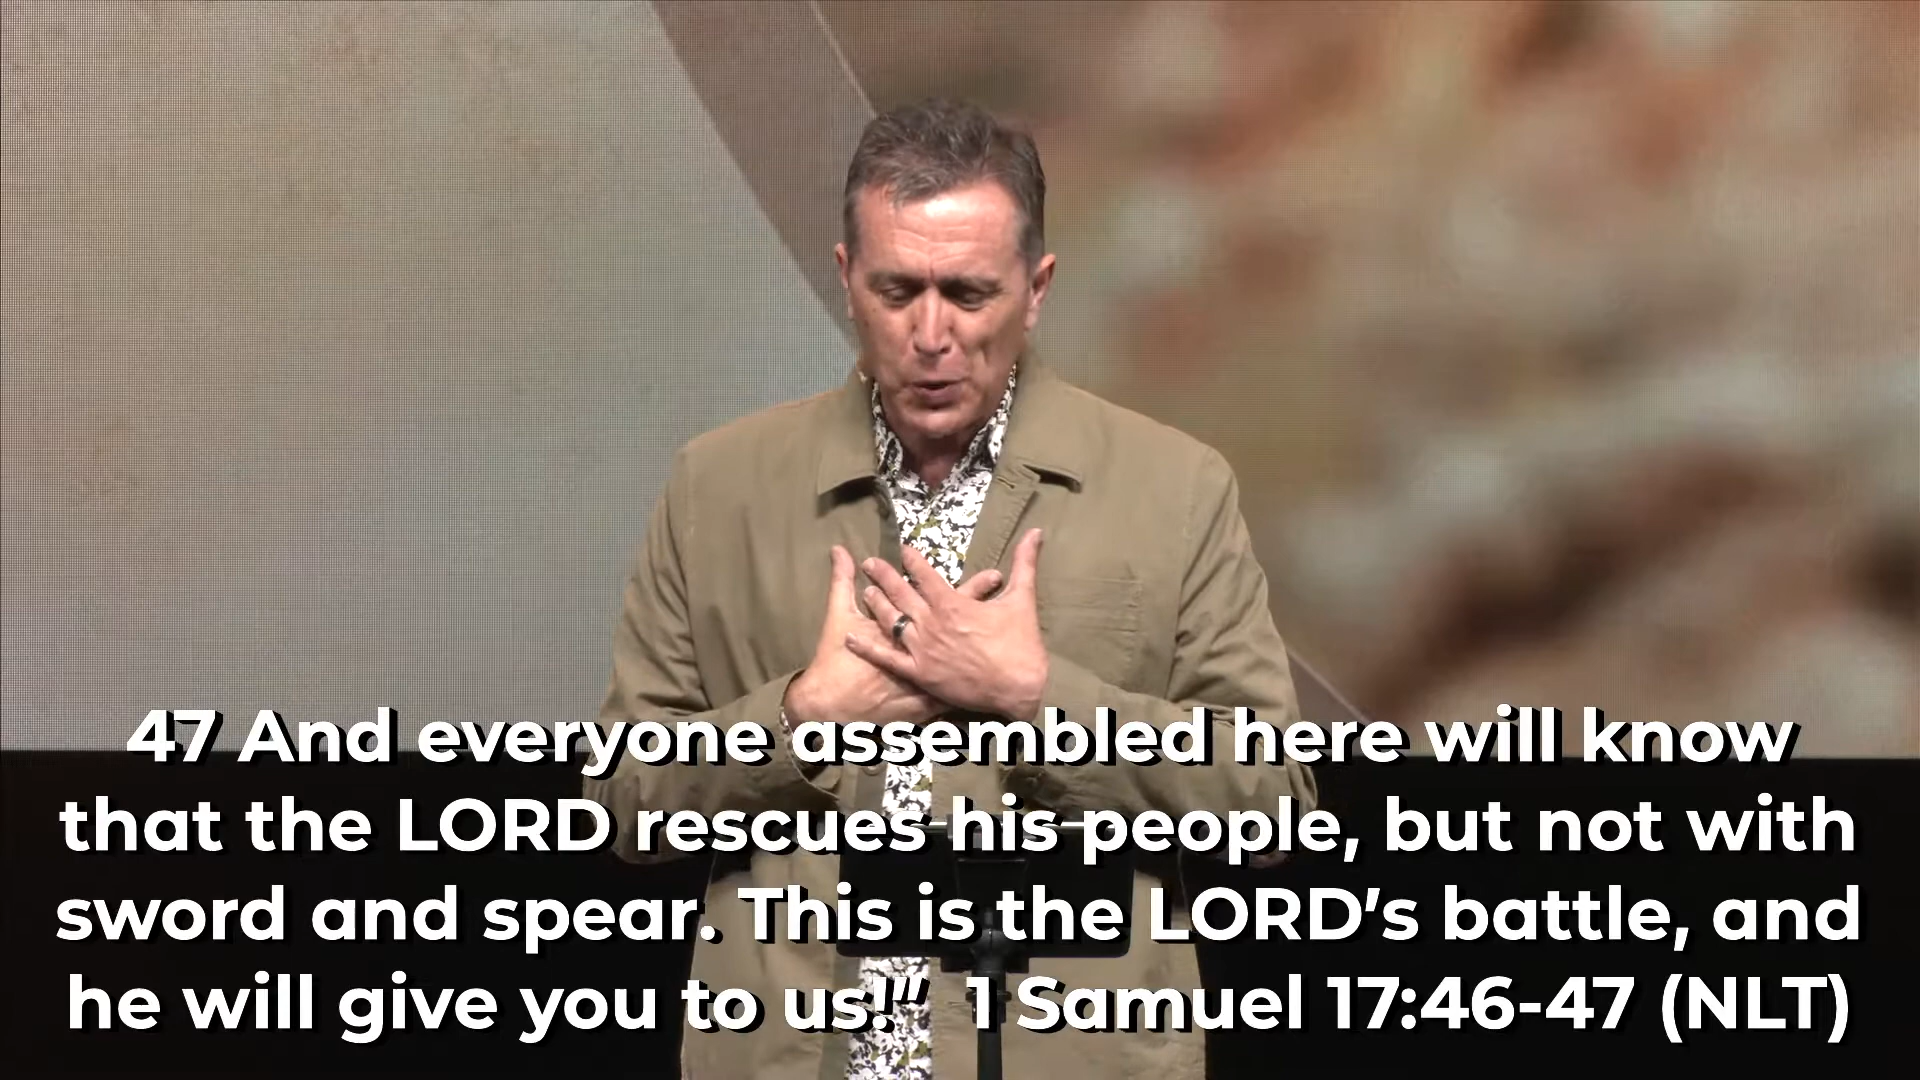 47 And everyone assembled here will know
that the LORD rescues his people, but not with
sword and spear. This is the LORD's battle, and
he will give you to us!" 1 Samuel 17:46-47 (NLT)